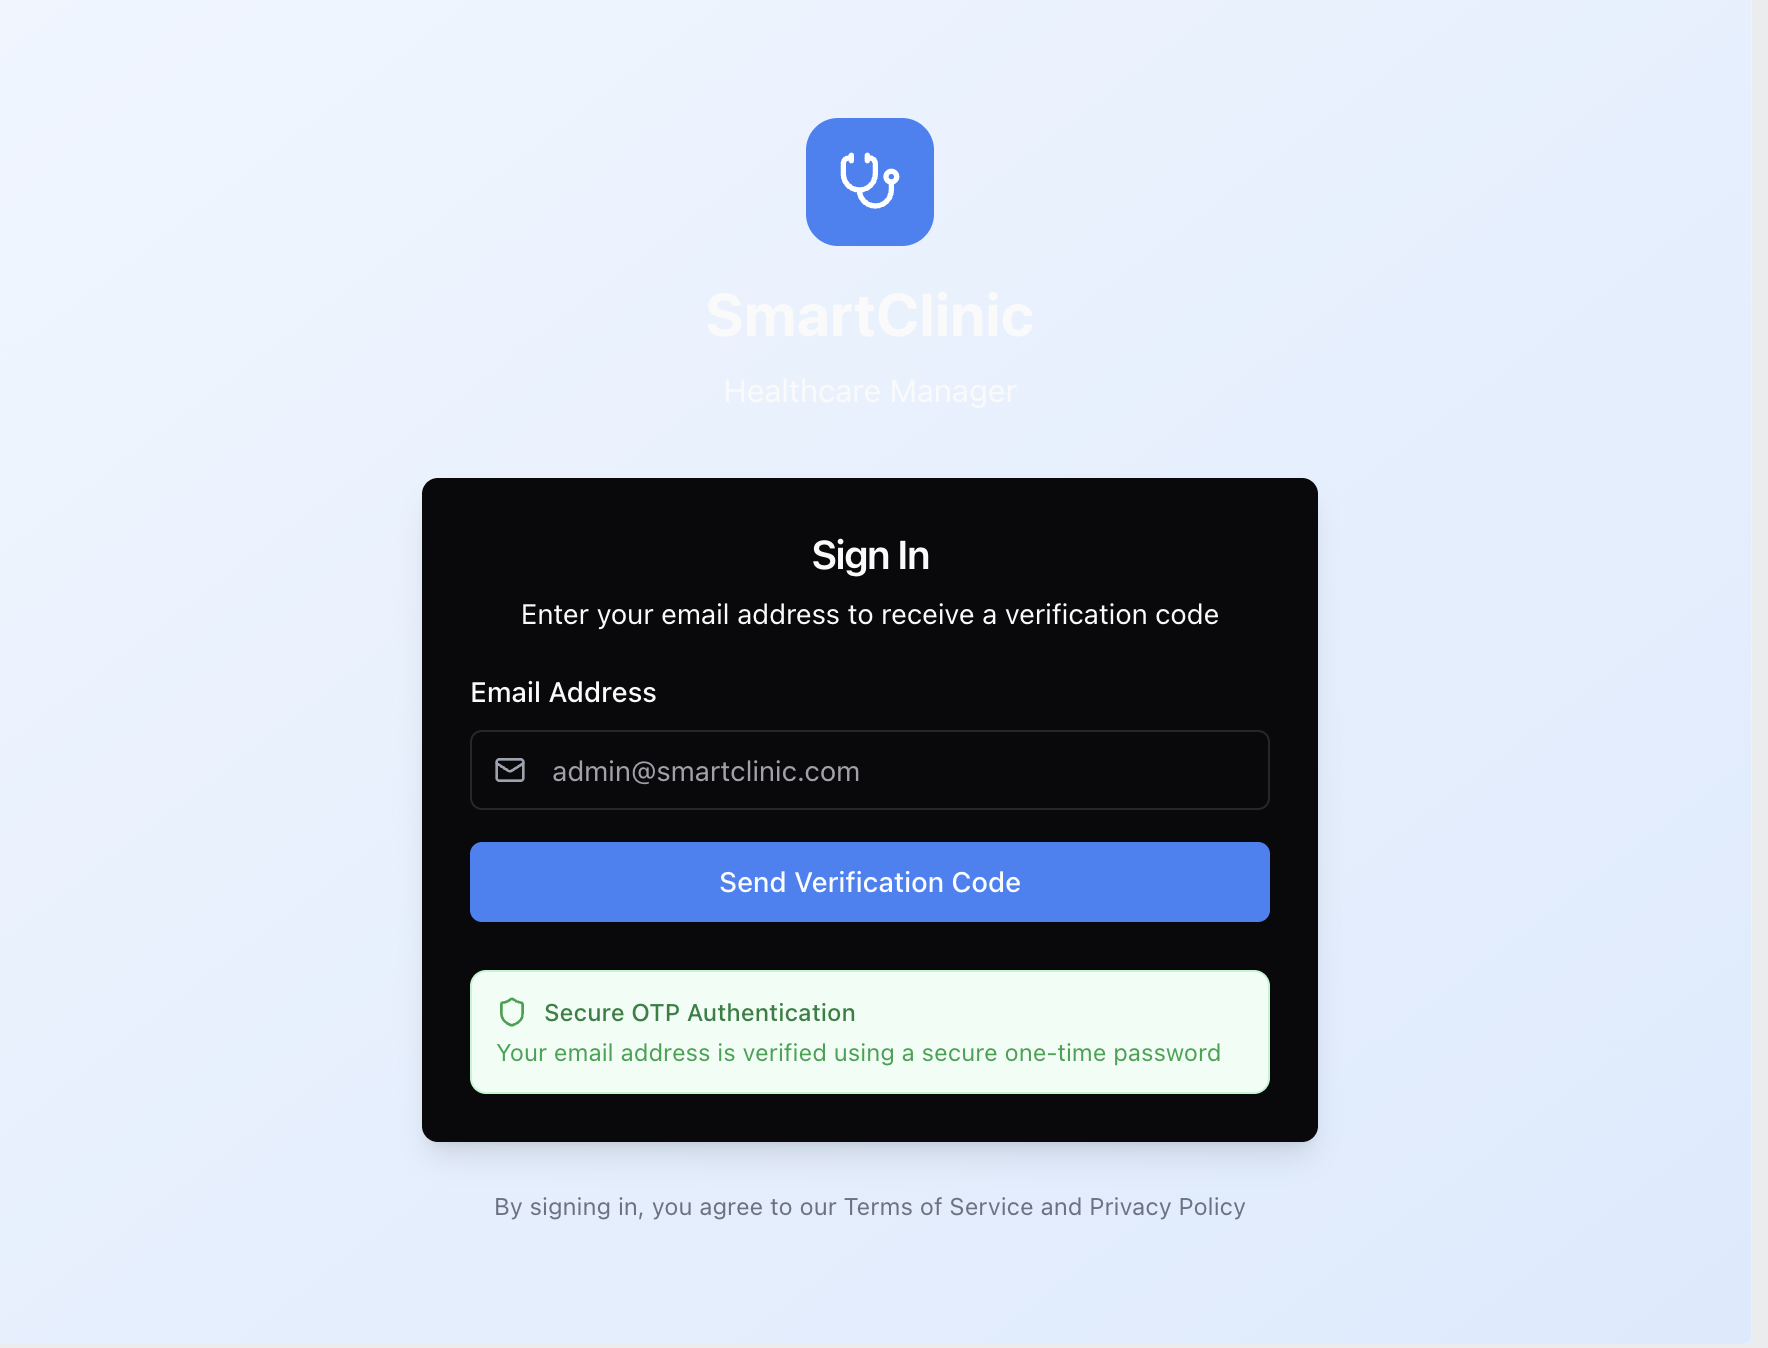 SmartClinic
Healthcare Manager
Sign In
Enter your email address to receive a verification code
Email Address
admin@smartclinic.com
Send Verification Code
Secure OTP Authentication
Your email address is verified using a secure one-time password
By signing in, you agree to our Terms of Service and Privacy Policy